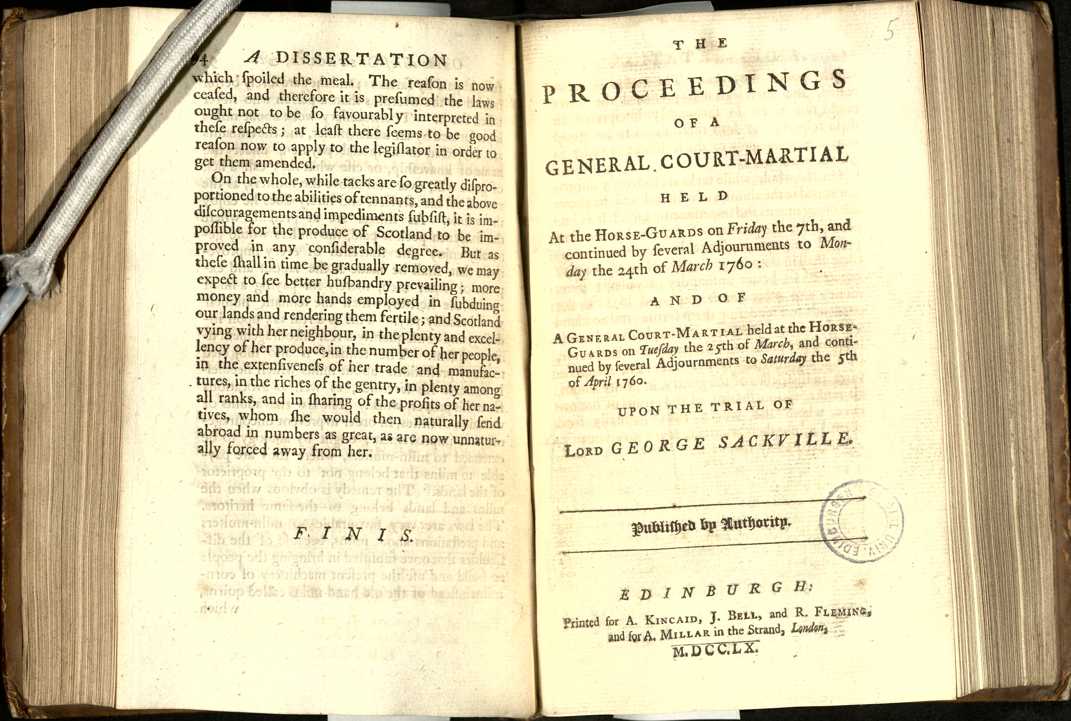 4 A DISSERTATION
which ſpoiled the meal. The reaſon is now
ceaſed, and therefore it is preſumed the laws
ought not to be ſo favourably interpreted in
theſe reſpects; at leaſt there ſeems to be good
reaſon now to apply to the legiſlator in order to
get them amended.
On the whole, while tacks are ſo greatly diſpro-
portioned to the abilities of tennants, and the above
diſcouragements and impediments ſubſiſt, it is im-
poſſible for the produce of Scotland to be im-
proved in any conſiderable degree. But as
theſe ſhall in time be gradually removed, we may
expect to ſee better huſbandry prevailing; more
money and more hands employed in ſubduing
our lands and rendering them fertile; and Scotland
vying with her neighbour, in the plenty and excel-
lency of her produce, in the number of her people,
in the extenſiveneſs of her trade and manufac-
tures, in the riches of the gentry, in plenty among
all ranks, and in ſharing of the profits of her na-
tives, whom ſhe would then naturally ſend
abroad in numbers as great, as are now unnatur-
ally forced away from her.
F I N I S.
5
THE
PROCEEDINGS
OF A
GENERAL COURT-MARTIAL
HELD
At the HORSE-GUARDS on Friday the 7th, and
continued by ſeveral Adjournments to Mon-
day the 24th of March 1760:
AND OF
A GENERAL COURT-MARTIAL held at the HORSE-
GUARDS on Tueſday the 25th of March, and conti-
nued by ſeveral Adjournments to Saturday the 5th
of April 1760.
UPON THE TRIAL OF
LORD GEORGE SACKVILLE.
Publiſhed by Authority.
EDINBURGH:
Printed for A. KINCAID, J. BELL, and R. FLEMING,
and for A. MILLAR in the Strand, London,
M.DCC.LX.